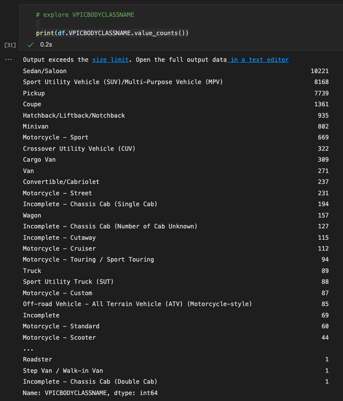 # explore VPICBODYCLASSNAME
print(df.VPICBODYCLASSNAME.value_counts())
[31] ✓ 0.2s
... Output exceeds the size limit. Open the full output data in a text editor
Sedan/Saloon 10221
Sport Utility Vehicle (SUV)/Multi-Purpose Vehicle (MPV) 8168
Pickup 7739
Coupe 1361
Hatchback/Liftback/Notchback 935
Minivan 802
Motorcycle - Sport 669
Crossover Utility Vehicle (CUV) 322
Cargo Van 309
Van 271
Convertible/Cabriolet 237
Motorcycle - Street 231
Incomplete - Chassis Cab (Single Cab) 194
Wagon 157
Incomplete - Chassis Cab (Number of Cab Unknown) 127
Incomplete - Cutaway 115
Motorcycle - Cruiser 112
Motorcycle - Touring / Sport Touring 94
Truck 89
Sport Utility Truck (SUT) 88
Motorcycle - Custom 87
Off-road Vehicle - All Terrain Vehicle (ATV) (Motorcycle-style) 85
Incomplete 69
Motorcycle - Standard 60
Motorcycle - Scooter 44
...
Roadster 1
Step Van / Walk-in Van 1
Incomplete - Chassis Cab (Double Cab) 1
Name: VPICBODYCLASSNAME, dtype: int64